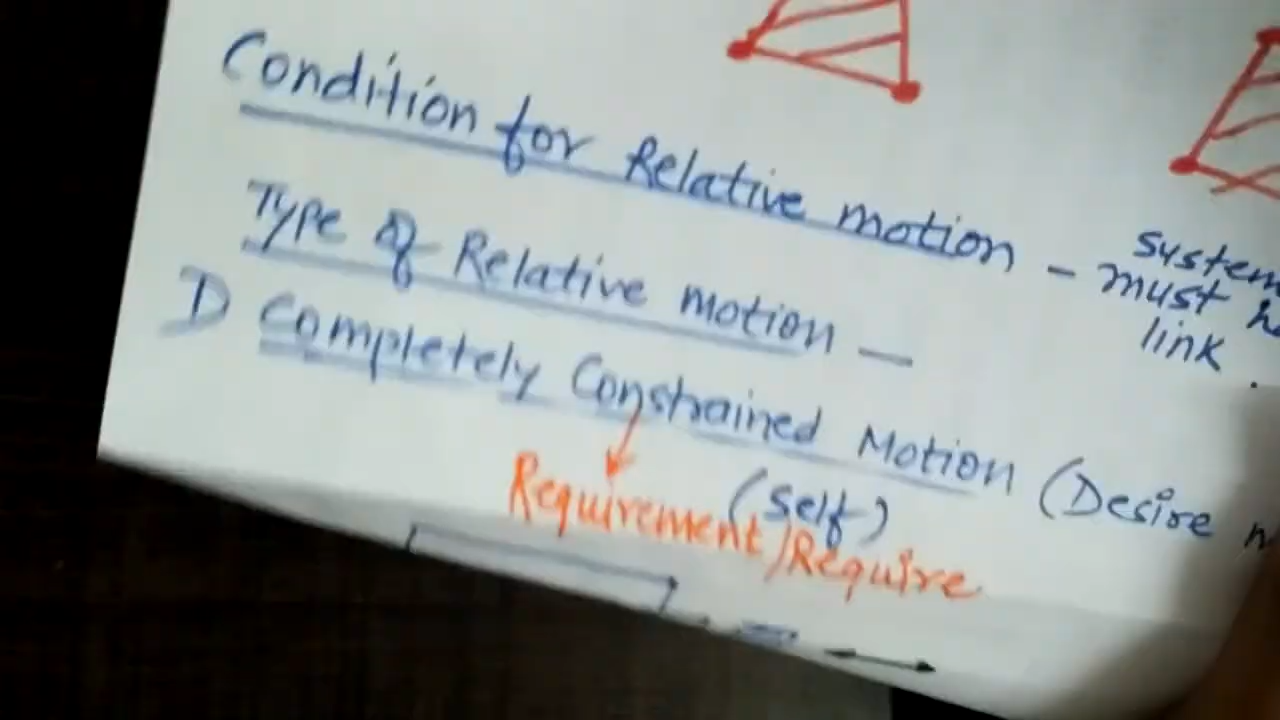 Condition for Relative motion - system
must
link.
Type of Relative motion —
1) Completely Constrained Motion (Desire
(self)
Requirement/Require